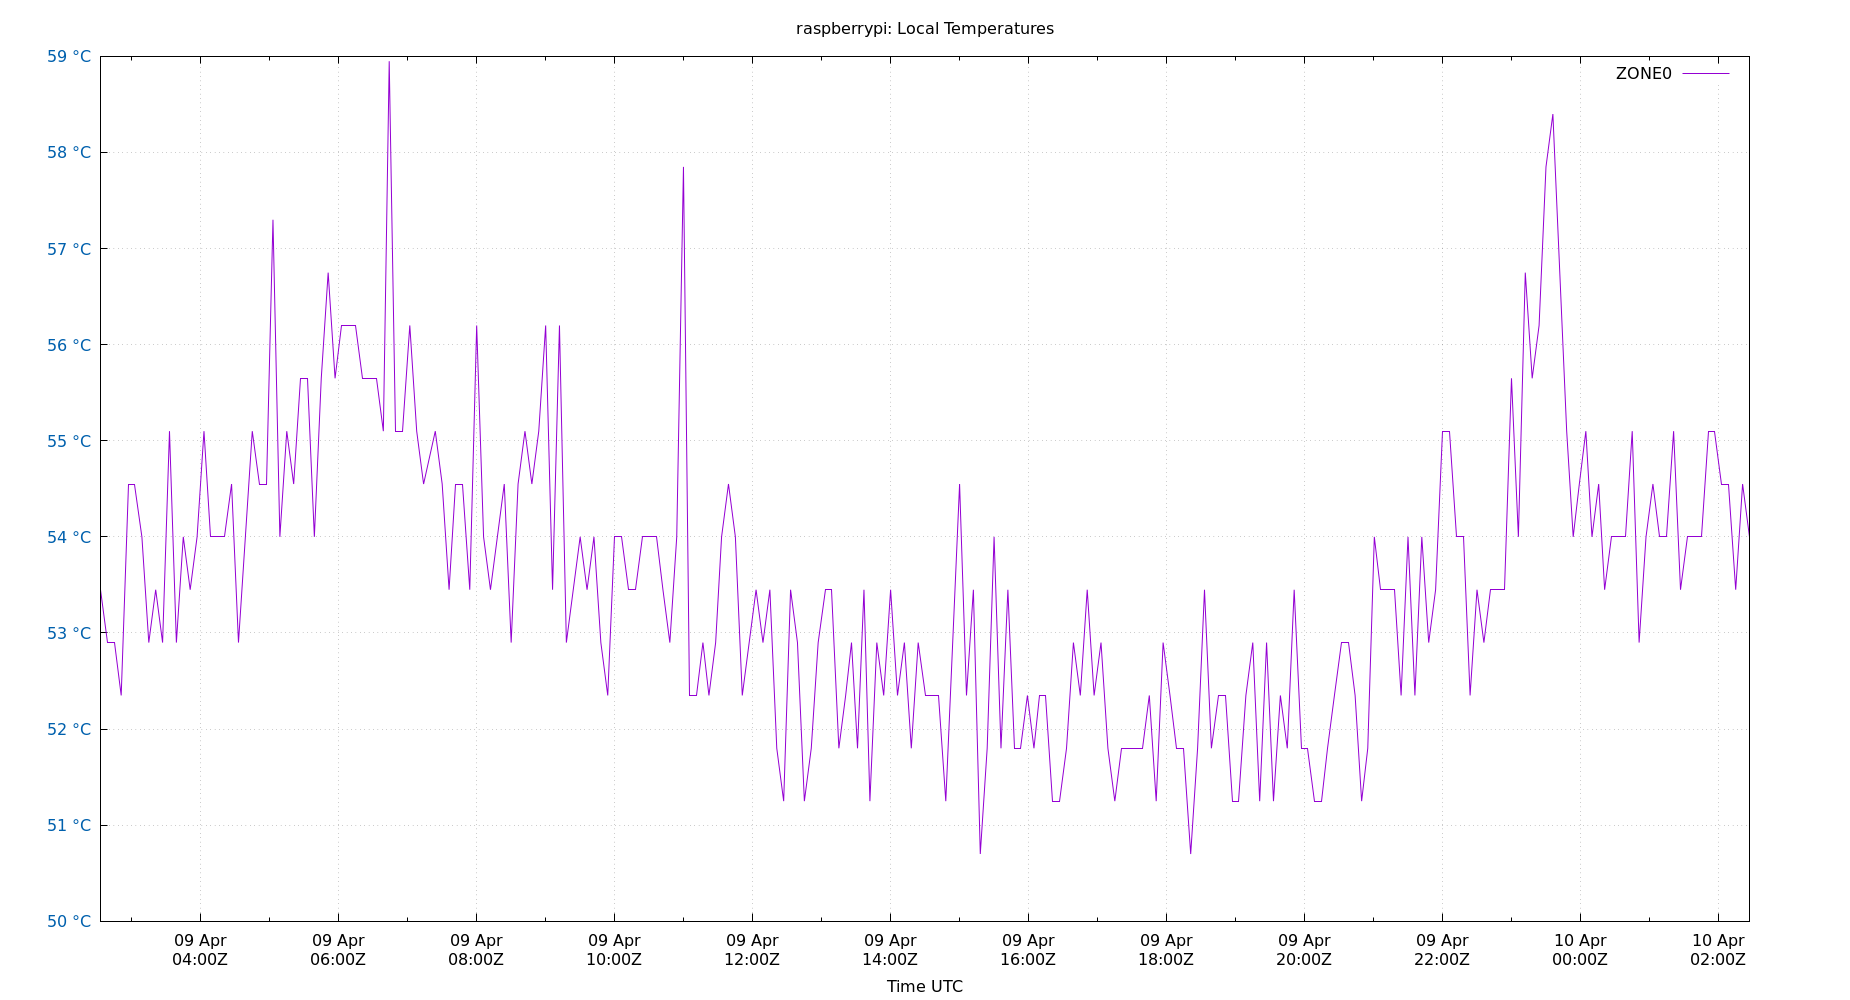 raspberrypi: Local Temperatures
59 °C
ZONE0
58 °C
57 °C
56 °C
55 °C
54 °C
53 °C
52 °C
51 °C
50 °C
09 Apr 09 Apr 09 Apr 09 Apr 09 Apr 09 Apr 09 Apr 09 Apr 09 Apr 09 Apr 10 Apr 10 Apr
04:00Z 06:00Z 08:00Z 10:00Z 12:00Z 14:00Z 16:00Z 18:00Z 20:00Z 22:00Z 00:00Z 02:00Z
Time UTC